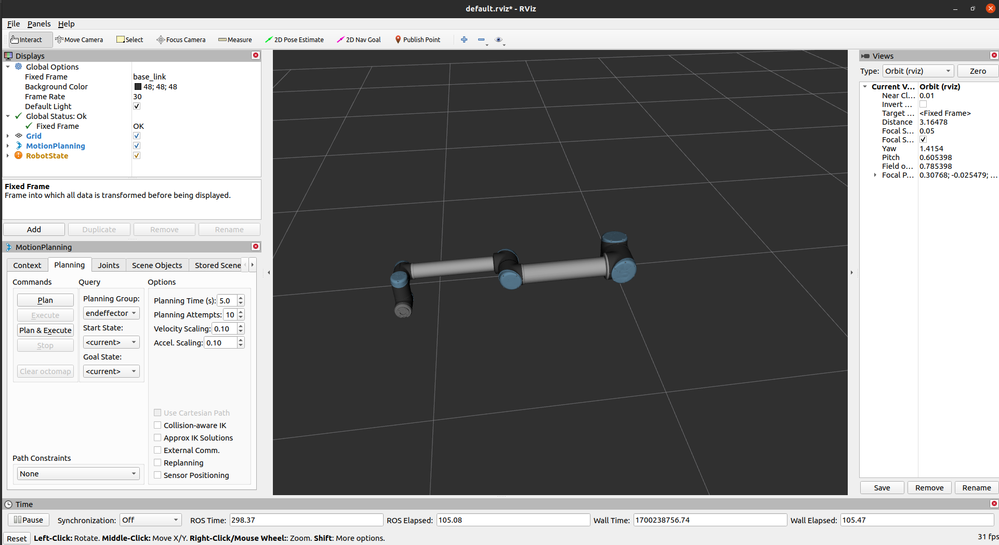 default.rviz* - RViz
File Panels Help
Interact Move Camera Select Focus Camera Measure 2D Pose Estimate 2D Nav Goal Publish Point
Displays
Global Options
Fixed Frame base_link
Background Color 48; 48; 48
Frame Rate 30
Default Light
Global Status: Ok
Fixed Frame OK
Grid
MotionPlanning
RobotState
Fixed Frame
Frame into which all data is transformed before being displayed.
Add Duplicate Remove Rename
MotionPlanning
Context Planning Joints Scene Objects Stored Scene
Commands Query Options
Plan
Execute
Plan & Execute
Stop
Clear octomap
Planning Group:
endeffector
Start State:
<current>
Goal State:
<current>
Planning Time (s): 5.0
Planning Attempts: 10
Velocity Scaling: 0.10
Accel. Scaling: 0.10
Use Cartesian Path
Collision-aware IK
Approx IK Solutions
External Comm.
Replanning
Sensor Positioning
Path Constraints
None
Views
Type: Orbit (rviz) Zero
Current V... Orbit (rviz)
Near Cl... 0.01
Invert ...
Target ... <Fixed Frame>
Distance 3.16478
Focal S... 0.05
Focal S...
Yaw 1.4154
Pitch 0.605398
Field o... 0.785398
Focal P... 0.30768; -0.025479; ...
Save Remove Rename
Time
Pause Synchronization: Off ROS Time: 298.37 ROS Elapsed: 105.08 Wall Time: 1700238756.74 Wall Elapsed: 105.47
Reset Left-Click: Rotate. Middle-Click: Move X/Y. Right-Click/Mouse Wheel:: Zoom. Shift: More options. 31 fps